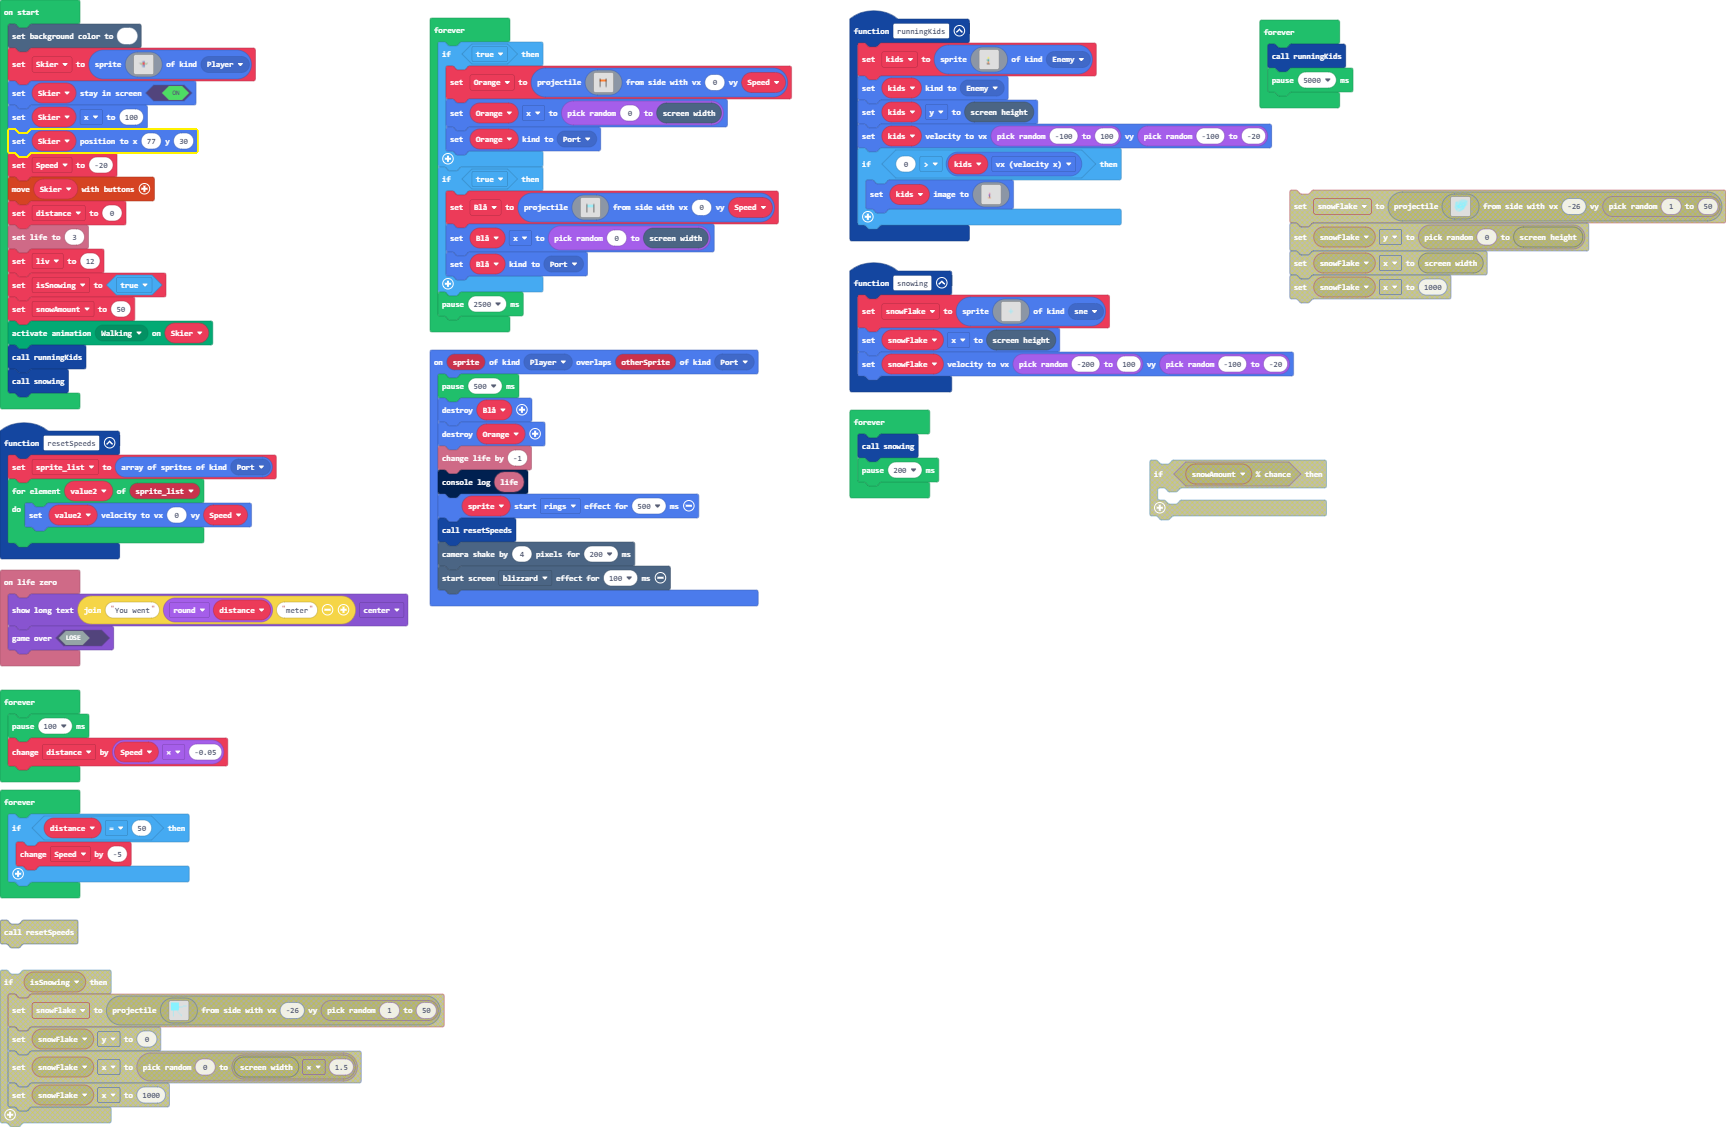 on start
set background color to
set Skier to sprite of kind Player
set Skier stay in screen ON
set Skier x to 100
set Skier position to x 77 y 30
set Speed to -20
move Skier with buttons
set distance to 0
set life to 3
set liv to 12
set isSnowing to true
set snowAmount to 50
activate animation Walking on Skier
call runningKids
call snowing
function resetSpeeds
set sprite_list to array of sprites of kind Port
for element value2 of sprite_list
do set value2 velocity to vx 0 vy Speed
on life zero
show long text join "You went" round distance "meter" center
game over LOSE
forever
pause 100 ms
change distance by Speed × -0.05
forever
if distance = 50 then
change Speed by -5
call resetSpeeds
if isSnowing then
set snowFlake to projectile from side with vx -26 vy pick random 1 to 50
set snowFlake y to 0
set snowFlake x to pick random 0 to screen width × 1.5
set snowFlake x to 1000
forever
if true then
set Orange to projectile from side with vx 0 vy Speed
set Orange x to pick random 0 to screen width
set Orange kind to Port
if true then
set Blå to projectile from side with vx 0 vy Speed
set Blå x to pick random 0 to screen width
set Blå kind to Port
pause 2500 ms
on sprite of kind Player overlaps otherSprite of kind Port
pause 500 ms
destroy Blå
destroy Orange
change life by -1
console log life
sprite start rings effect for 500 ms
call resetSpeeds
camera shake by 4 pixels for 200 ms
start screen blizzard effect for 100 ms
function runningKids
set kids to sprite of kind Enemy
set kids kind to Enemy
set kids y to screen height
set kids velocity to vx pick random -100 to 100 vy pick random -100 to -20
if 0 > kids vx (velocity x) then
set kids image to
function snowing
set snowFlake to sprite of kind sne
set snowFlake x to screen height
set snowFlake velocity to vx pick random -200 to 100 vy pick random -100 to -20
forever
call snowing
pause 200 ms
forever
call runningKids
pause 5000 ms
set snowFlake to projectile from side with vx -26 vy pick random 1 to 50
set snowFlake y to pick random 0 to screen height
set snowFlake x to screen width
set snowFlake x to 1000
if snowAmount % chance then